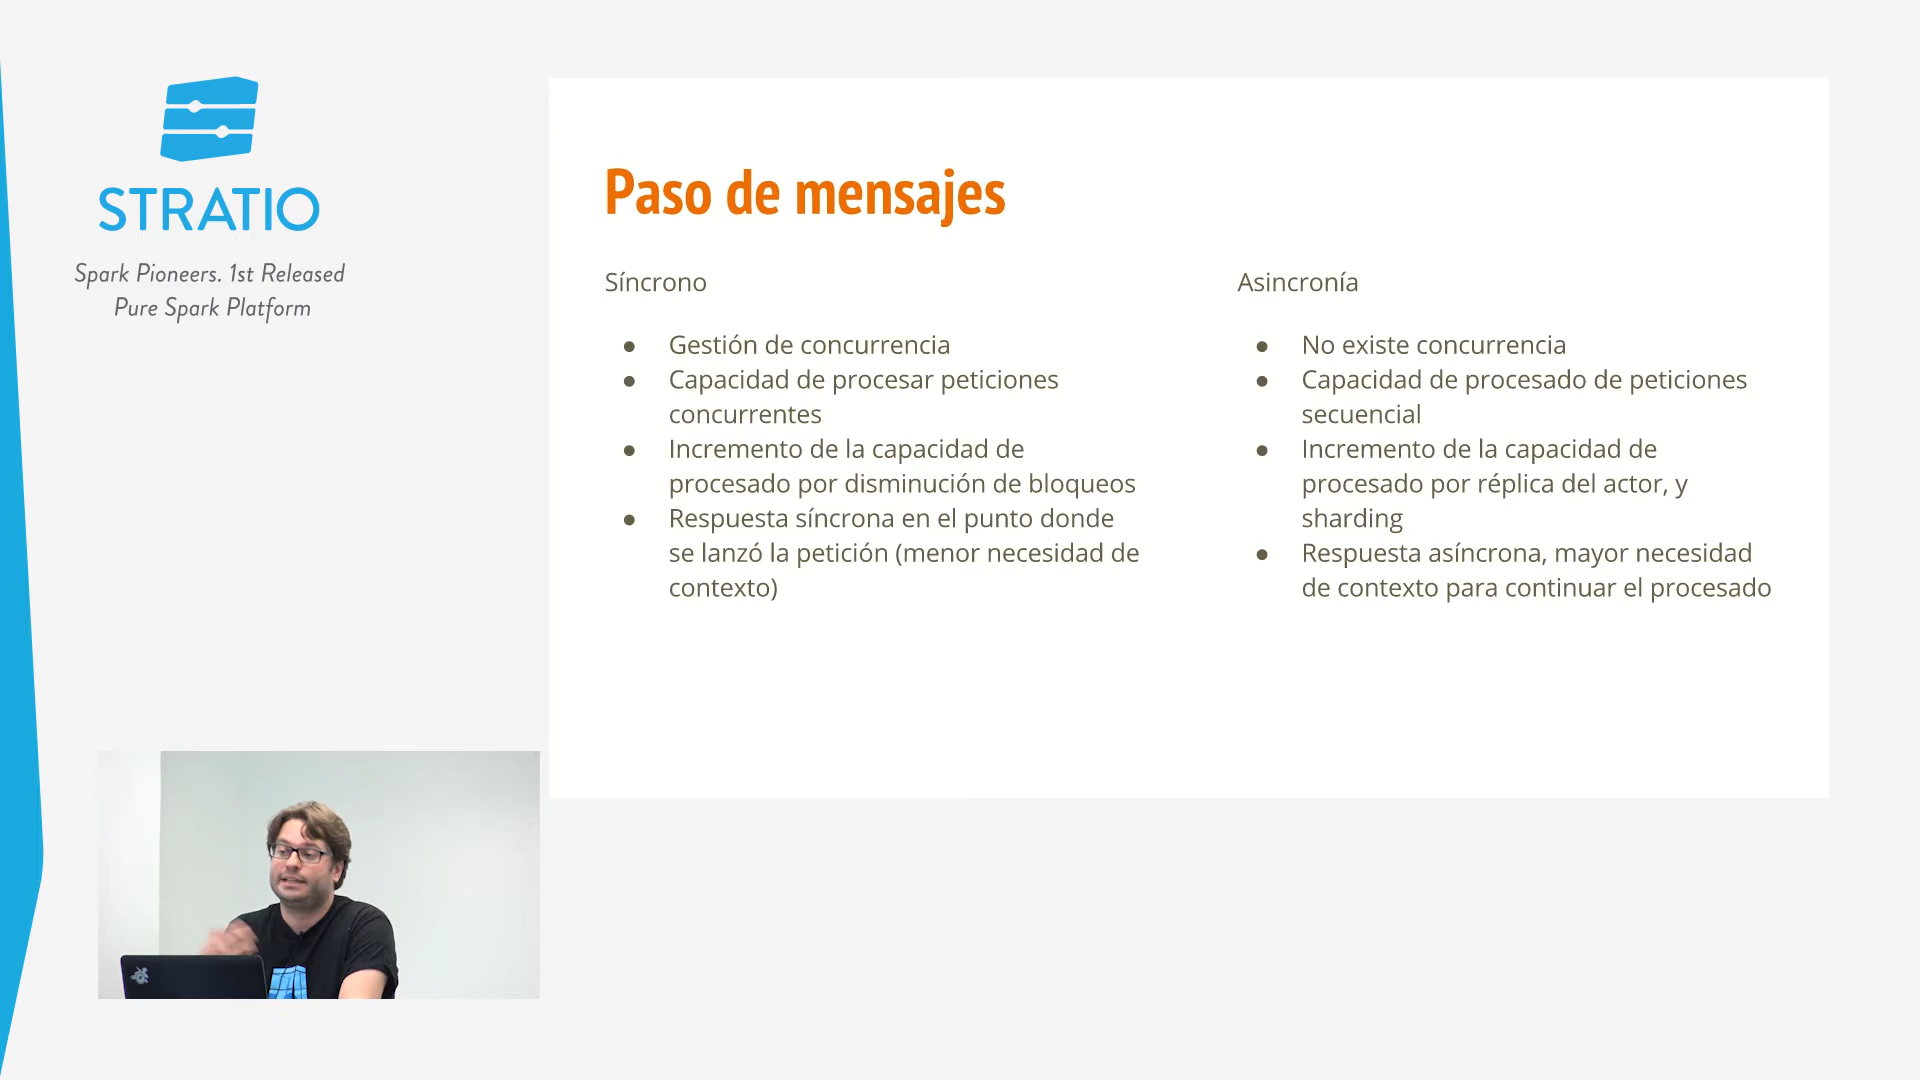 STRATIO
Spark Pioneers. 1st Released
Pure Spark Platform
Paso de mensajes
Síncrono
● Gestión de concurrencia
● Capacidad de procesar peticiones
concurrentes
● Incremento de la capacidad de
procesado por disminución de bloqueos
● Respuesta síncrona en el punto donde
se lanzó la petición (menor necesidad de
contexto)
Asincronía
● No existe concurrencia
● Capacidad de procesado de peticiones
secuencial
● Incremento de la capacidad de
procesado por réplica del actor, y
sharding
● Respuesta asíncrona, mayor necesidad
de contexto para continuar el procesado